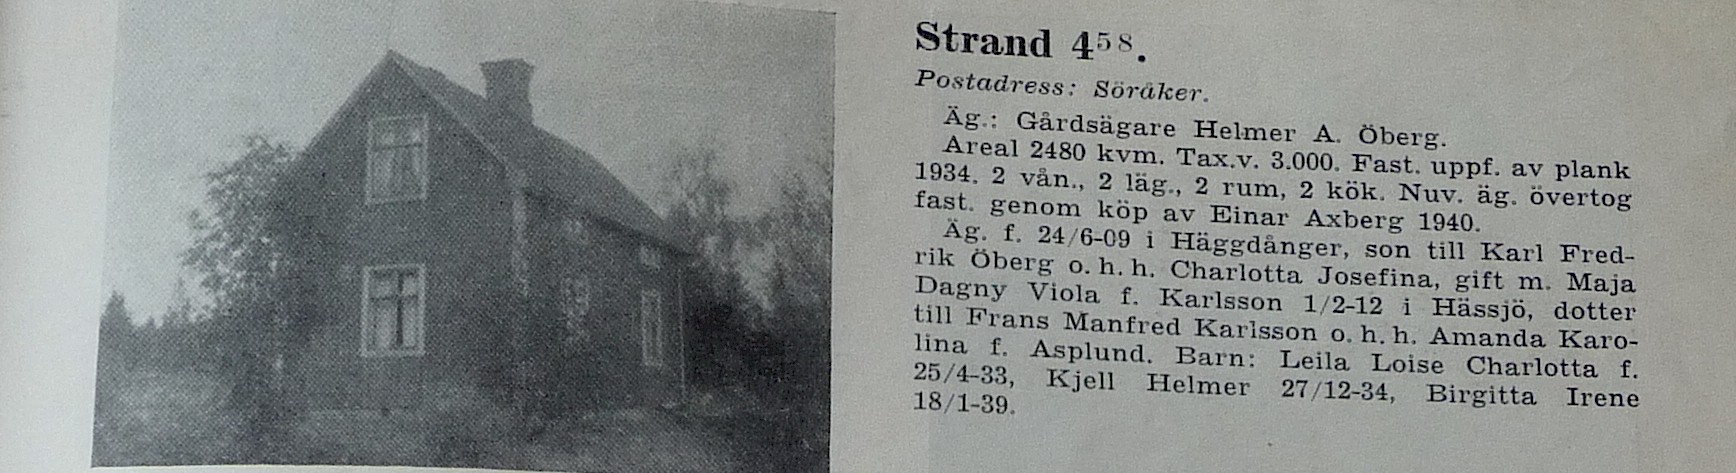 Strand 4⁵⁸.
Postadress: Söråker.
Äg.: Gårdsägare Helmer A. Öberg.
Areal 2480 kvm. Tax.v. 3.000. Fast. uppf. av plank
1934. 2 vån., 2 läg., 2 rum, 2 kök. Nuv. äg. övertog
fast. genom köp av Einar Axberg 1940.
Äg. f. 24/6-09 i Häggdånger, son till Karl Fred-
rik Öberg o. h. h. Charlotta Josefina, gift m. Maja
Dagny Viola f. Karlsson 1/2-12 i Hässjö, dotter
till Frans Manfred Karlsson o. h. h. Amanda Karo-
lina f. Asplund. Barn: Leila Loise Charlotta f.
25/4-33, Kjell Helmer 27/12-34, Birgitta Irene
18/1-39.